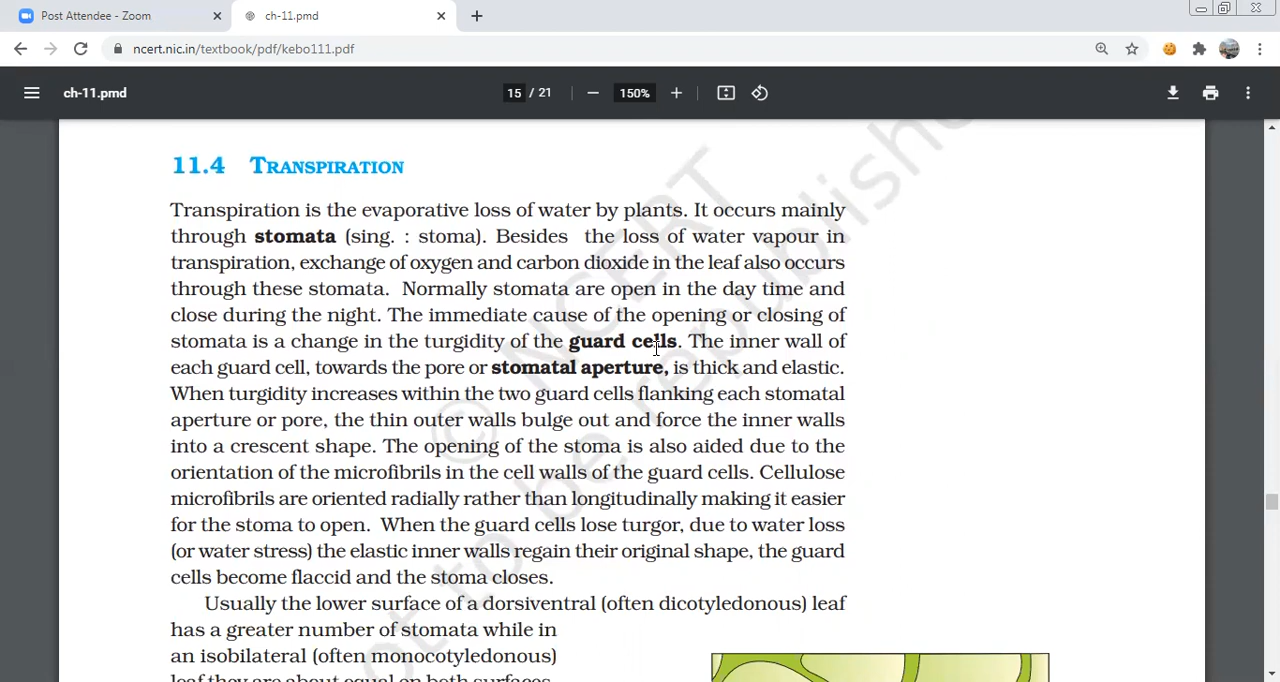 Post Attendee - Zoom
ch-11.pmd
ncert.nic.in/textbook/pdf/kebo111.pdf
ch-11.pmd
15 / 21
150%
11.4 TRANSPIRATION
Transpiration is the evaporative loss of water by plants. It occurs mainly
through stomata (sing. : stoma). Besides the loss of water vapour in
transpiration, exchange of oxygen and carbon dioxide in the leaf also occurs
through these stomata. Normally stomata are open in the day time and
close during the night. The immediate cause of the opening or closing of
stomata is a change in the turgidity of the guard cells. The inner wall of
each guard cell, towards the pore or stomatal aperture, is thick and elastic.
When turgidity increases within the two guard cells flanking each stomatal
aperture or pore, the thin outer walls bulge out and force the inner walls
into a crescent shape. The opening of the stoma is also aided due to the
orientation of the microfibrils in the cell walls of the guard cells. Cellulose
microfibrils are oriented radially rather than longitudinally making it easier
for the stoma to open. When the guard cells lose turgor, due to water loss
(or water stress) the elastic inner walls regain their original shape, the guard
cells become flaccid and the stoma closes.
Usually the lower surface of a dorsiventral (often dicotyledonous) leaf
has a greater number of stomata while in
an isobilateral (often monocotyledonous)
leaf they are about equal on both surfaces.
© NCERT
not to be republishe